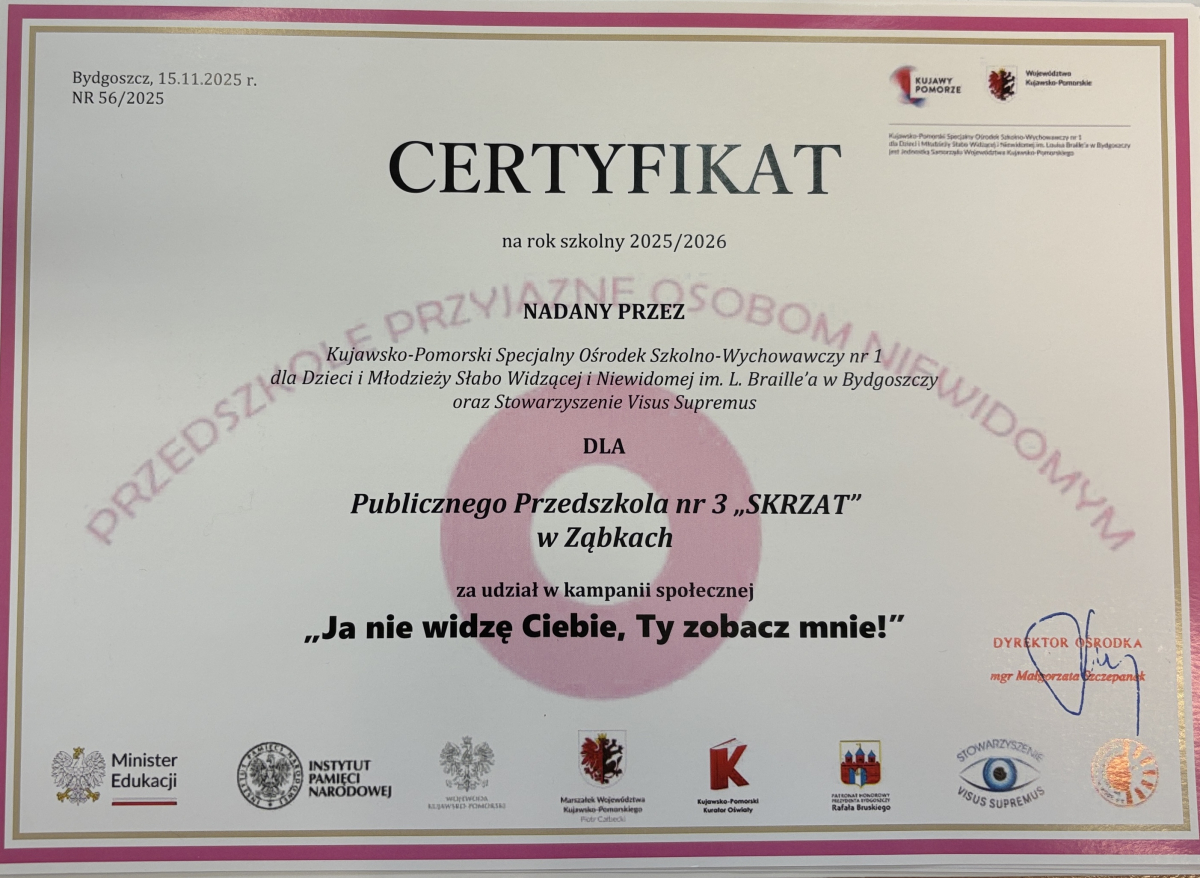 Bydgoszcz, 15.11.2025 r.
NR 56/2025
KUJAWY
POMORZE
Województwo
Kujawsko-Pomorskie
Kujawsko-Pomorski Specjalny Ośrodek Szkolno-Wychowawczy nr 1
dla Dzieci i Młodzieży Słabo Widzącej i Niewidomej im. Louisa Braille'a w Bydgoszczy
jest Jednostką Samorządu Województwa Kujawsko-Pomorskiego
CERTYFIKAT
na rok szkolny 2025/2026
PRZEDSZKOLE PRZYJAZNE OSOBOM NIEWIDOMYM
NADANY PRZEZ
Kujawsko-Pomorski Specjalny Ośrodek Szkolno-Wychowawczy nr 1
dla Dzieci i Młodzieży Słabo Widzącej i Niewidomej im. L. Braille’a w Bydgoszczy
oraz Stowarzyszenie Visus Supremus
DLA
Publicznego Przedszkola nr 3 „SKRZAT”
w Ząbkach
za udział w kampanii społecznej
„Ja nie widzę Ciebie, Ty zobacz mnie!”
DYREKTOR OŚRODKA
mgr Małgorzata Szczepanek
Minister
Edukacji
INSTYTUT PAMIĘCI NARODOWEJ
INSTYTUT
PAMIĘCI
NARODOWEJ
WOJEWODA
KUJAWSKO-POMORSKI
Marszałek Województwa
Kujawsko-Pomorskiego
Piotr Całbecki
Kujawsko-Pomorski
Kurator Oświaty
PATRONAT HONOROWY
PREZYDENTA BYDGOSZCZY
Rafała Bruskiego
STOWARZYSZENIE
VISUS SUPREMUS